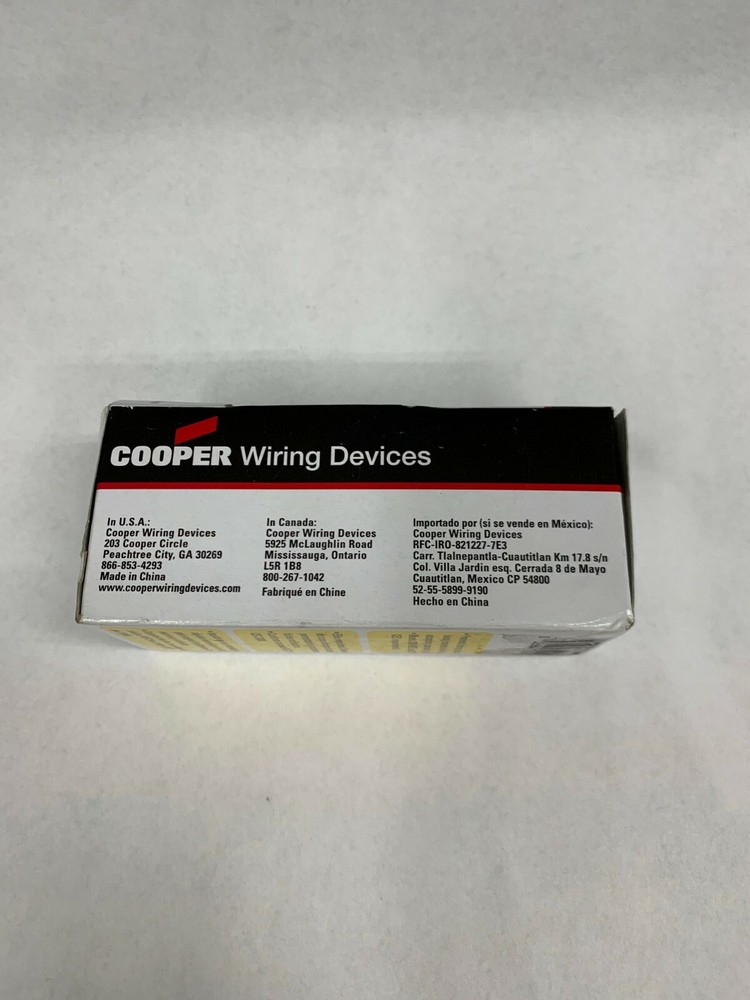 COOPER Wiring Devices
In U.S.A.:
Cooper Wiring Devices
203 Cooper Circle
Peachtree City, GA 30269
866-853-4293
Made in China
www.cooperwiringdevices.com
In Canada:
Cooper Wiring Devices
5925 McLaughlin Road
Mississauga, Ontario
L5R 1B8
800-267-1042
Fabriqué en Chine
Importado por (si se vende en México):
Cooper Wiring Devices
RFC-IRO-821227-7E3
Carr. Tlalnepantla-Cuautitlan Km 17.8 s/n
Col. Villa Jardin esq. Cerrada 8 de Mayo
Cuautitlan, Mexico CP 54800
52-55-5899-9190
Hecho en China